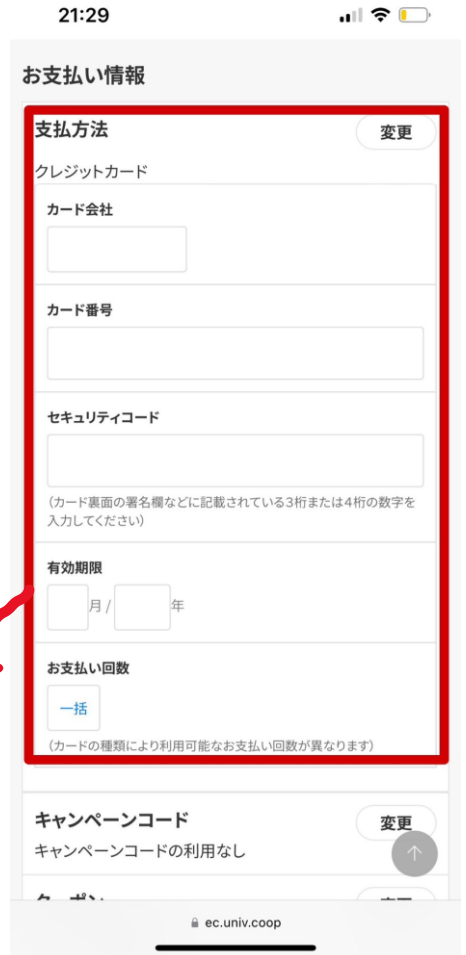 21:29
お支払い情報
支払方法
変更
クレジットカード
カード会社
カード番号
セキュリティコード
(カード裏面の署名欄などに記載されている3桁または4桁の数字を
入力してください)
有効期限
月 /
年
お支払い回数
一括
(カードの種類により利用可能なお支払い回数が異なります)
キャンペーンコード
変更
キャンペーンコードの利用なし
ec.univ.coop